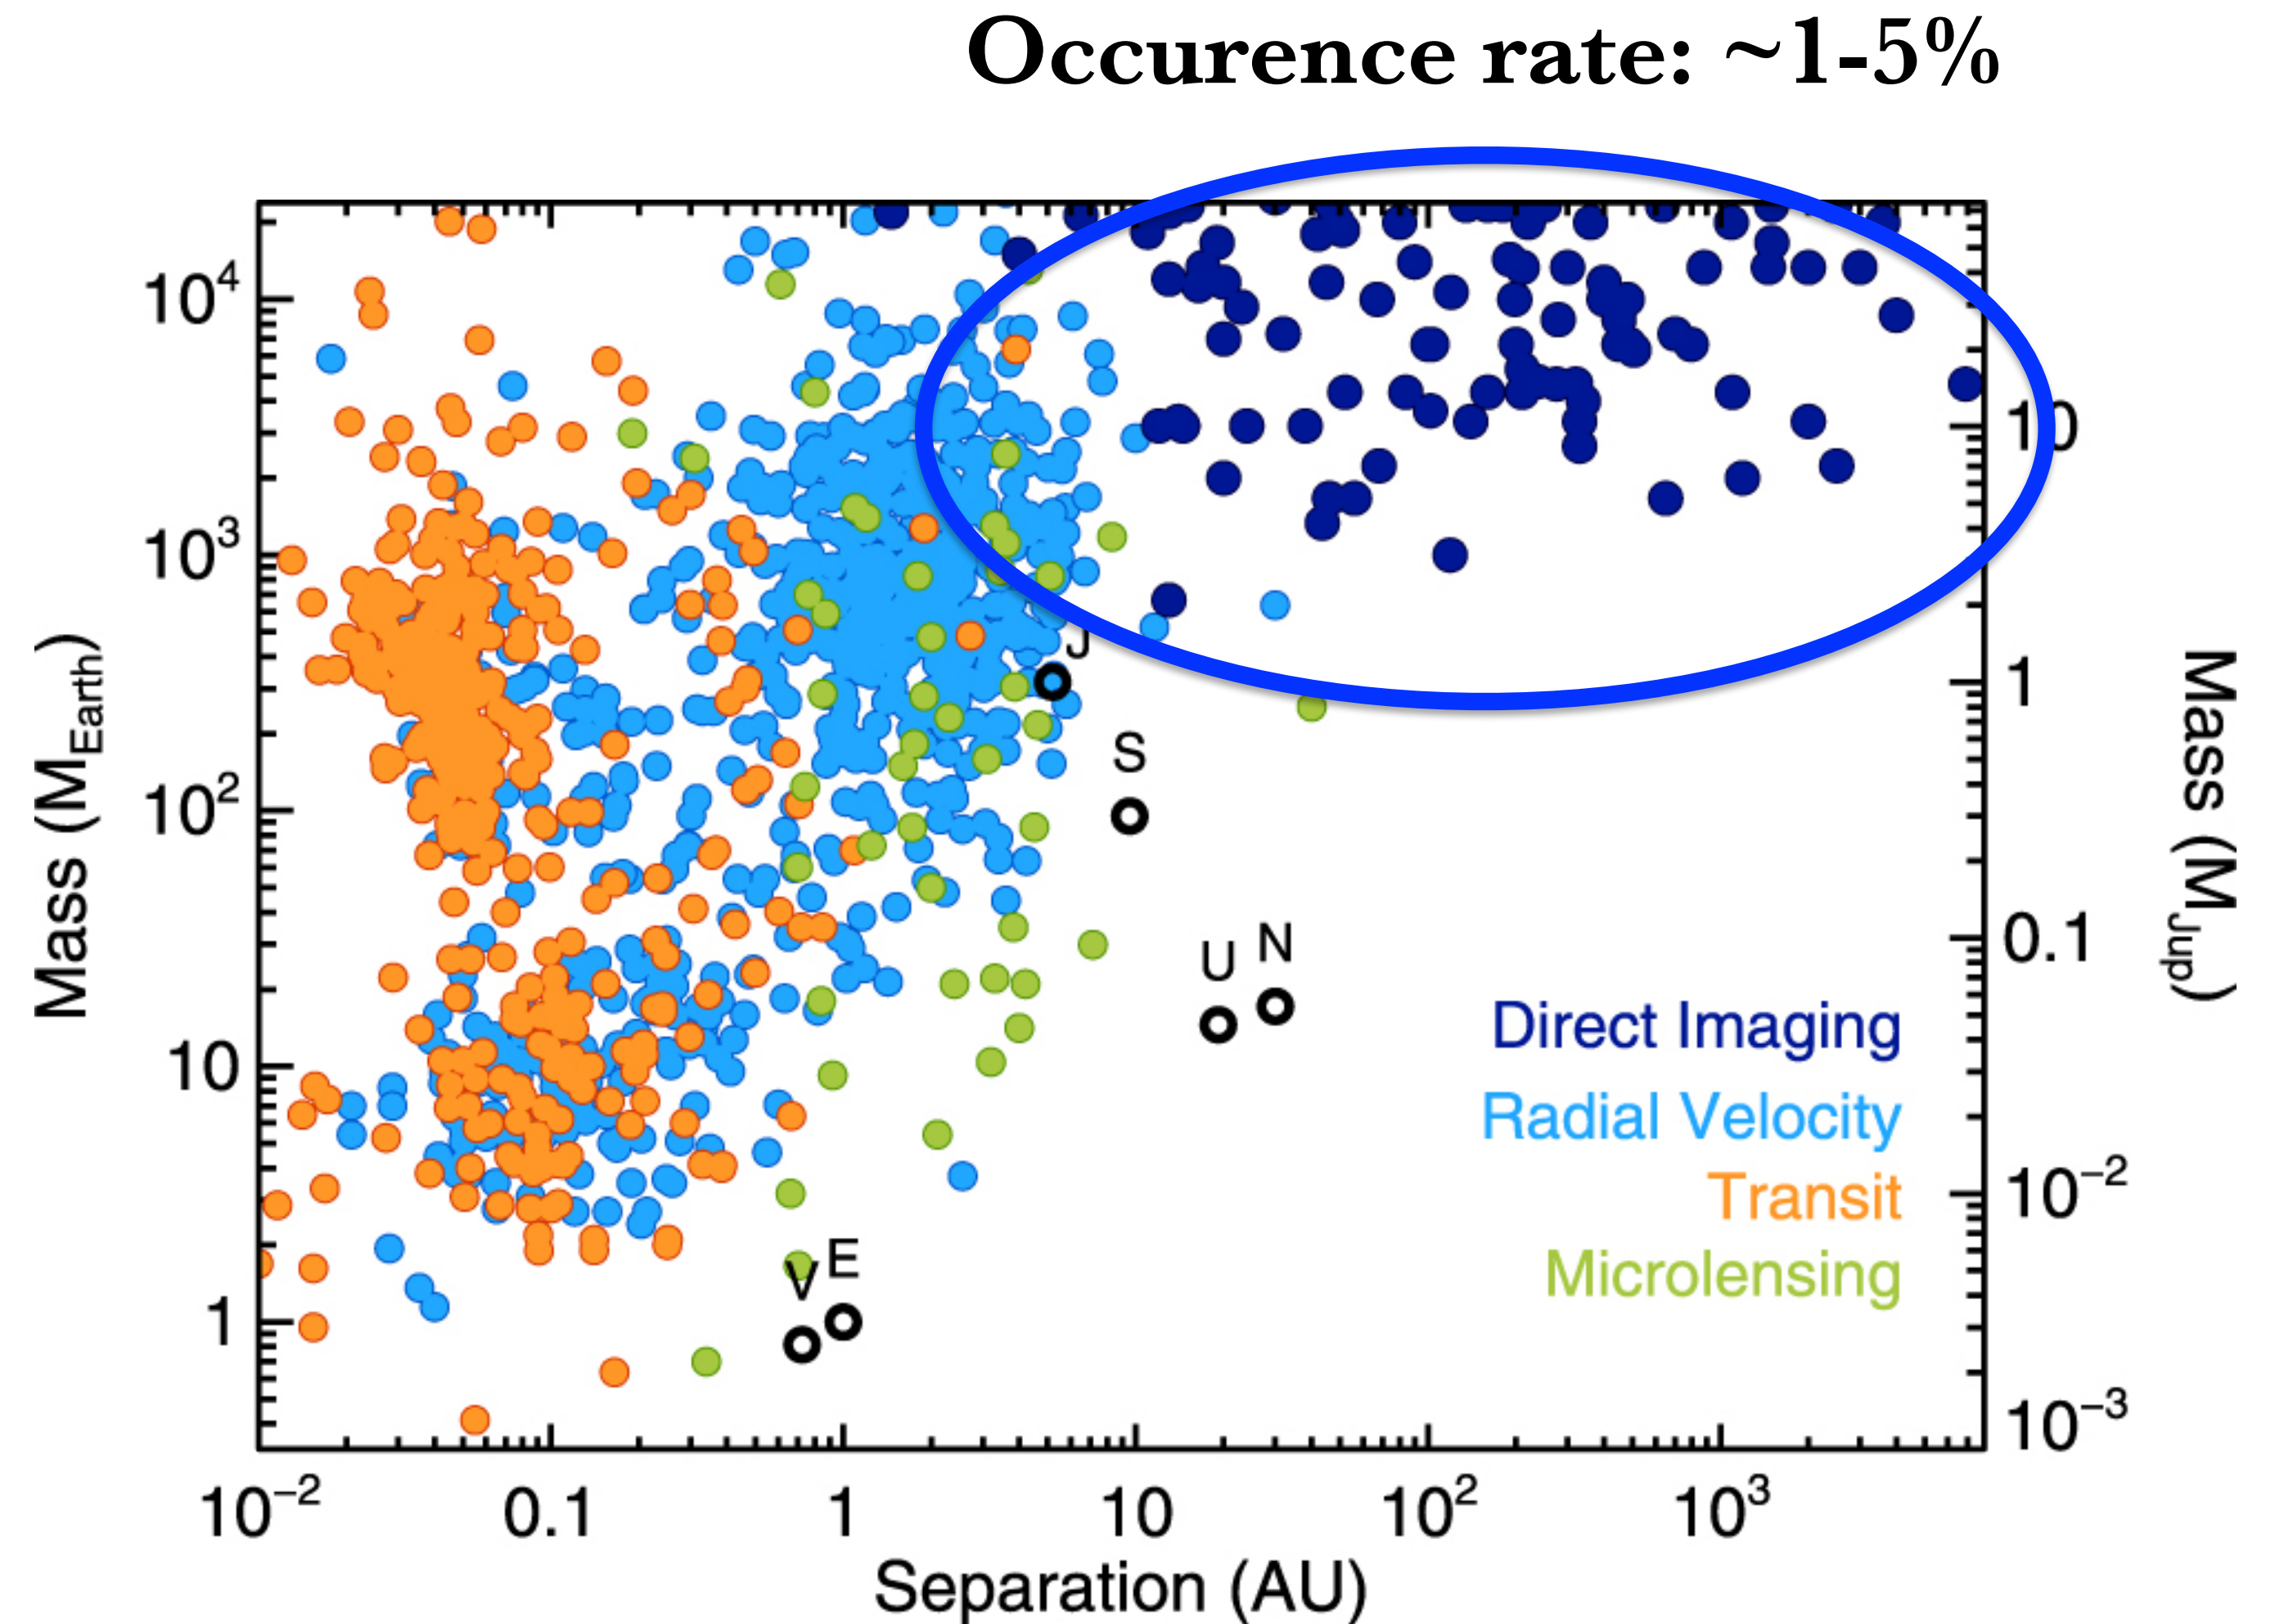 Occurence rate: ~1-5%
10⁴
10³
10²
10
1
Mass (M_Earth)
10
1
0.1
10⁻²
10⁻³
Mass (M_Jup)
J
S
U N
V E
Direct Imaging
Radial Velocity
Transit
Microlensing
10⁻² 0.1 1 10 10² 10³
Separation (AU)